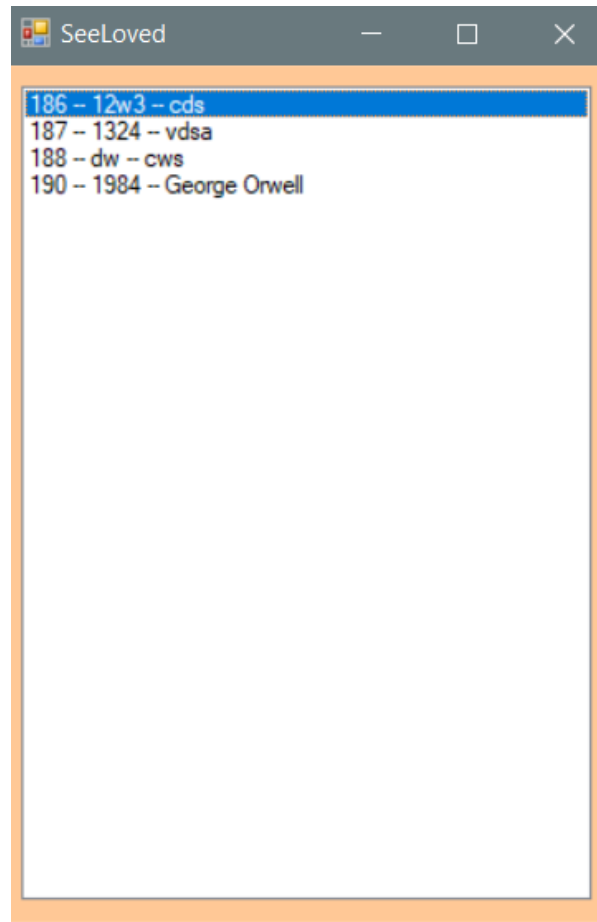 SeeLoved
186 -- 12w3 -- cds
187 -- 1324 -- vdsa
188 -- dw -- cws
190 -- 1984 -- George Orwell